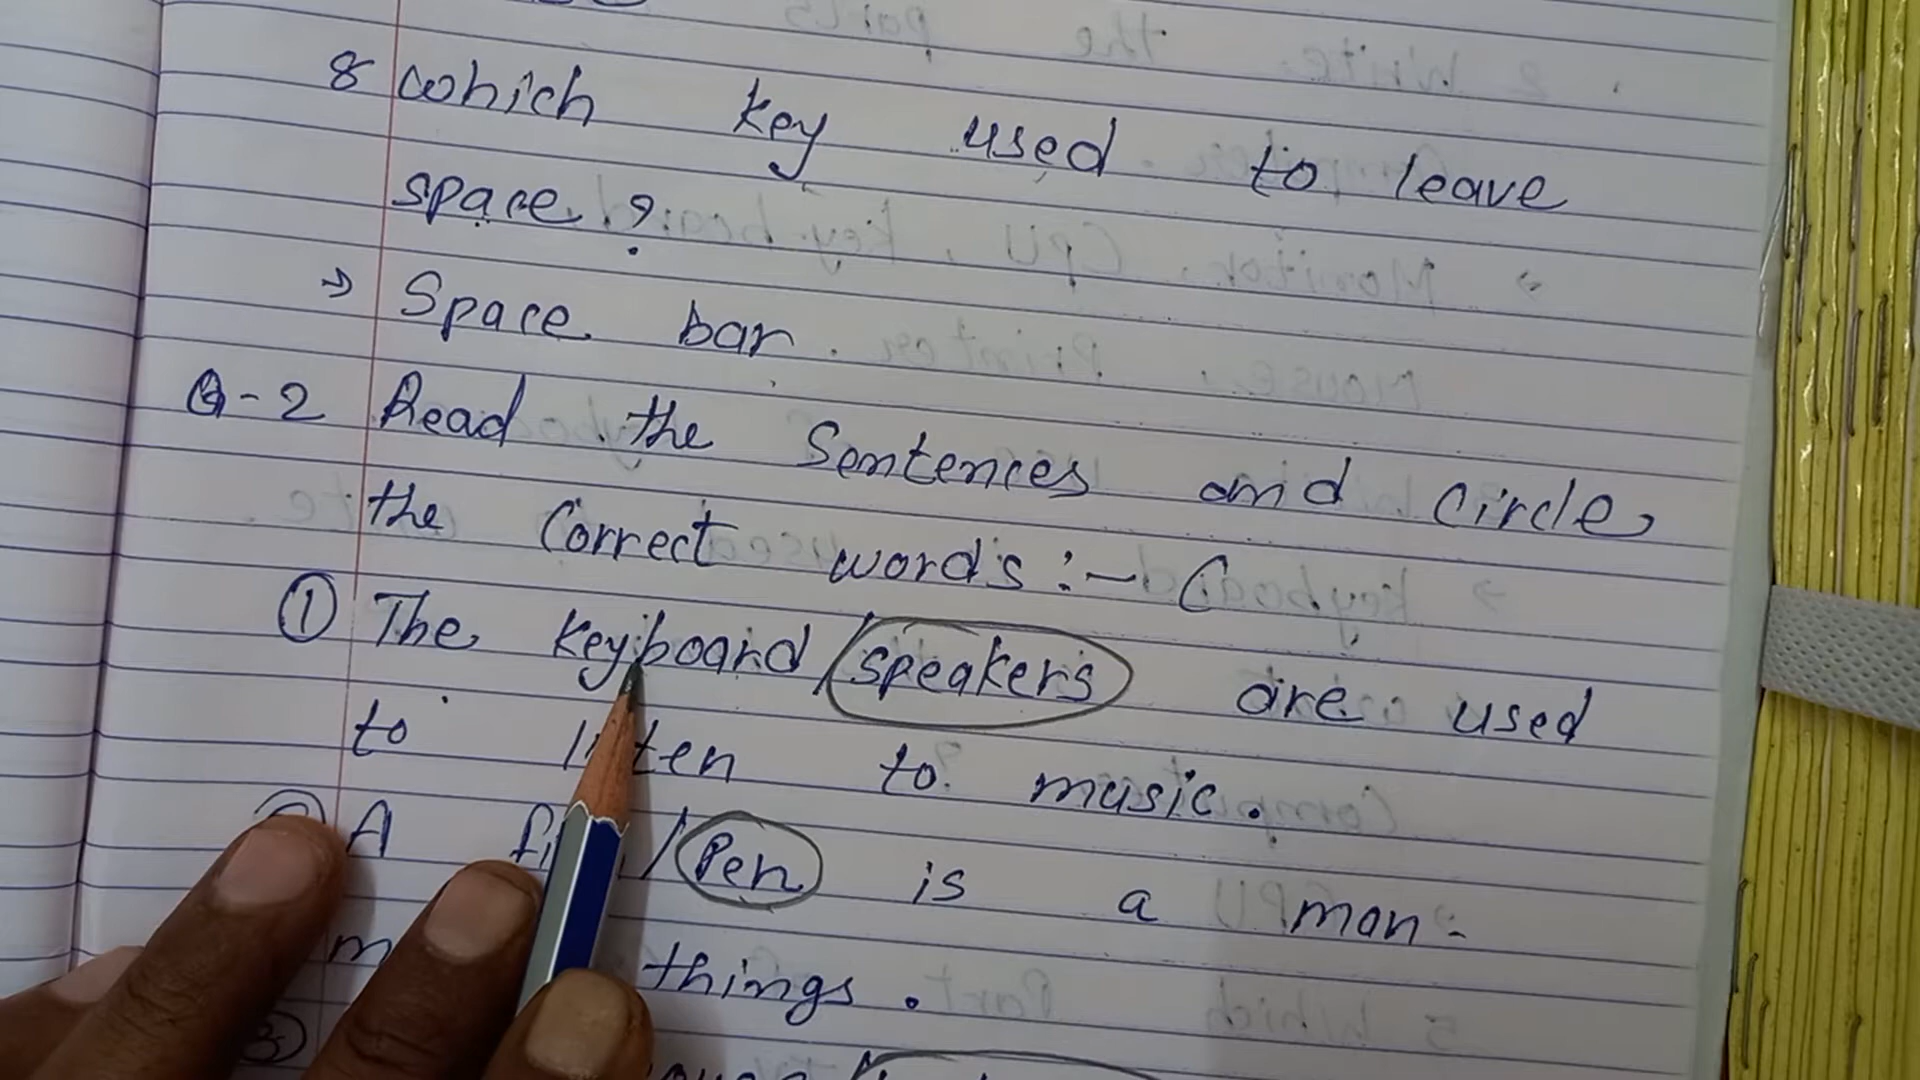 8 which key used to leave
space?
→ Space bar.
Q-2 Read the Sentences and circle
the Correct words:-
① The keyboard/speakers are used
to listen to music.
A /Pen is a man-
things.